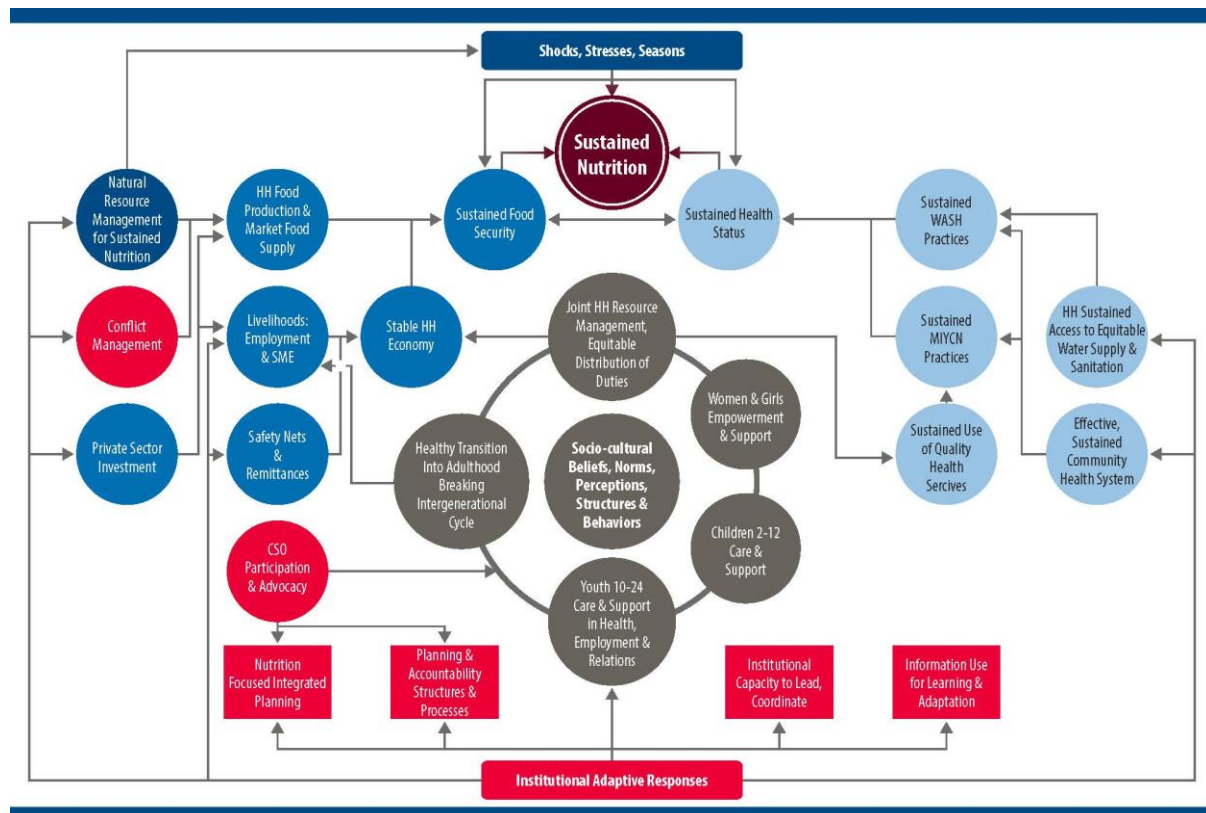 Shocks, Stresses, Seasons
Sustained
Nutrition
Natural
Resource
Management
for Sustained
Nutrition
HH Food
Production &
Market Food
Supply
Sustained Food
Security
Sustained Health
Status
Sustained
WASH
Practices
Conflict
Management
Livelihoods:
Employment
& SME
Stable HH
Economy
Joint HH Resource
Management,
Equitable
Distribution of
Duties
Sustained
MIYCN
Practices
HH Sustained
Access to Equitable
Water Supply &
Sanitation
Women & Girls
Empowerment
& Support
Private Sector
Investment
Safety Nets
&
Remittances
Healthy Transition
Into Adulthood
Breaking
Intergenerational
Cycle
Socio-cultural
Beliefs, Norms,
Perceptions,
Structures &
Behaviors
Sustained Use
of Quality
Health
Sercives
Effective,
Sustained
Community
Health System
Children 2-12
Care &
Support
CSO
Participation
& Advocacy
Youth 10-24
Care & Support
in Health,
Employment &
Relations
Nutrition
Focused Integrated
Planning
Planning &
Accountability
Structures &
Processes
Institutional
Capacity to Lead,
Coordinate
Information Use
for Learning &
Adaptation
Institutional Adaptive Responses